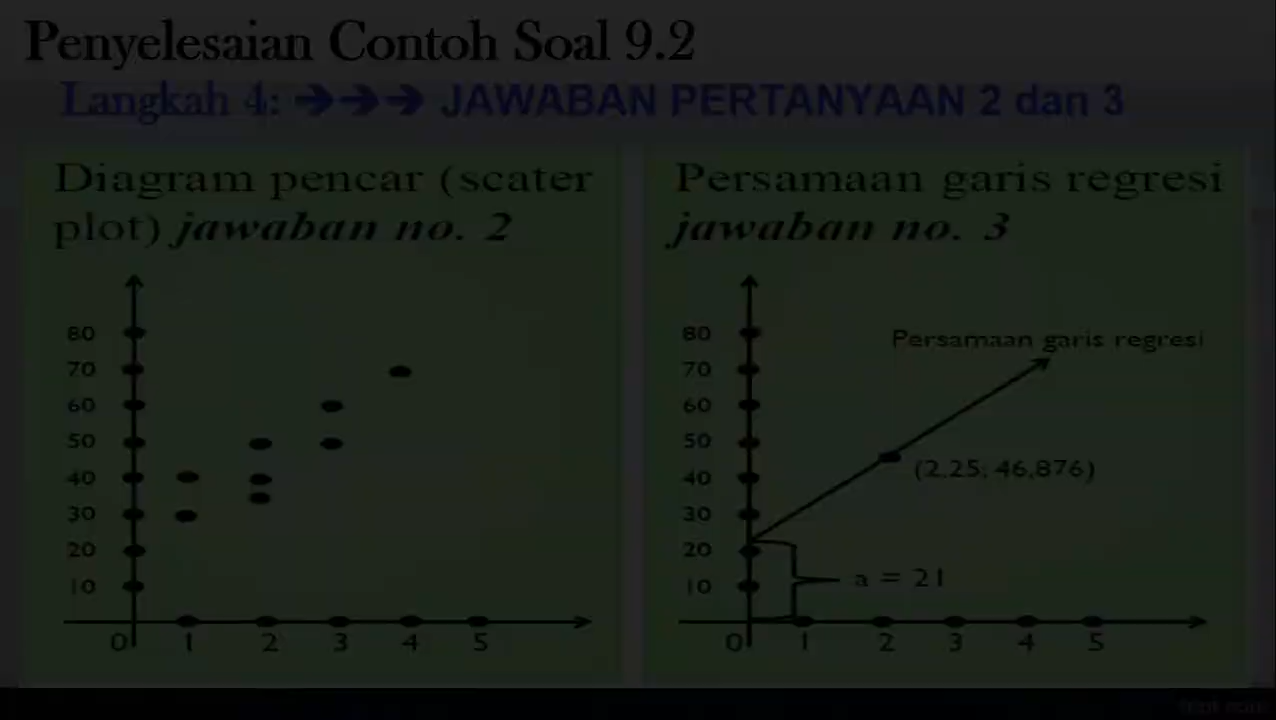 Penyelesaian Contoh Soal 9.2
Langkah 4: ➔➔➔ JAWABAN PERTANYAAN 2 dan 3
Diagram pencar (scater
plot) jawaban no. 2
80
70
60
50
40
30
20
10
0 1 2 3 4 5
Persamaan garis regresi
jawaban no. 3
Persamaan garis regresi
80
70
60
50
40
(2.25; 46,876)
30
20
10
a = 21
0 1 2 3 4 5